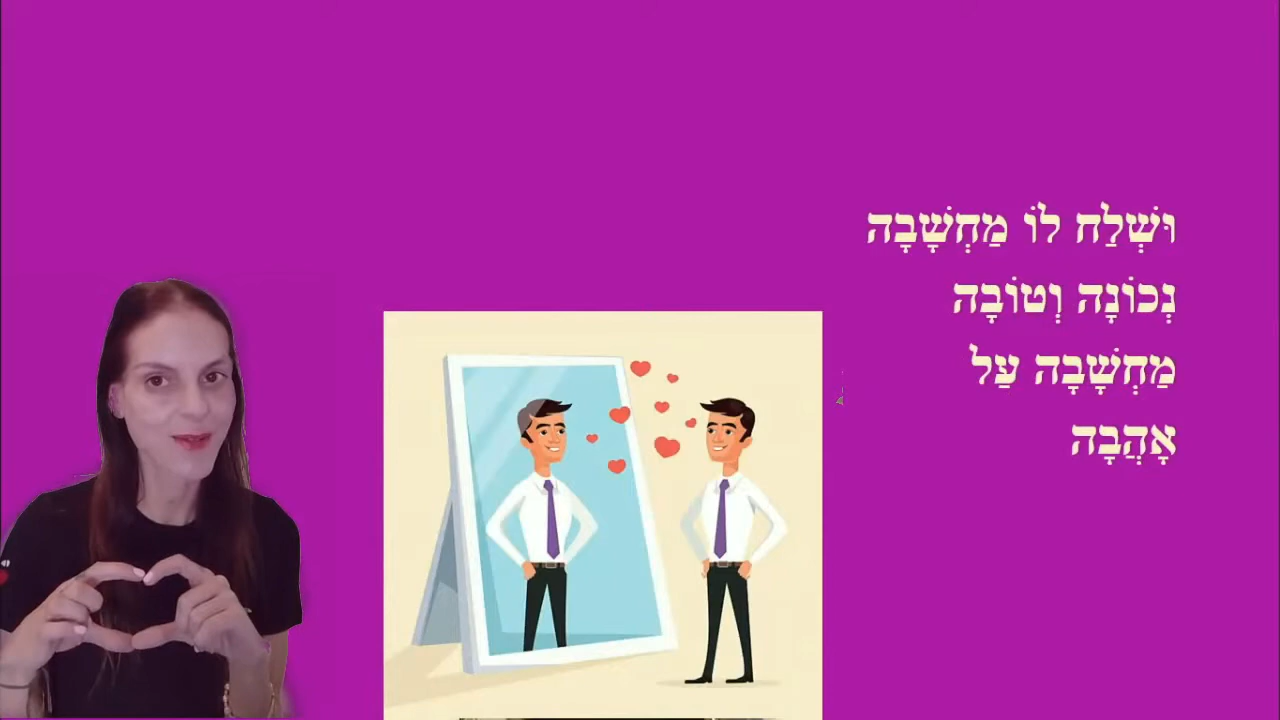 וּשְׁלַח לוֹ מַחְשָׁבָה
נְכוֹנָה וְטוֹבָה
מַחְשָׁבָה עַל
אָהֲבָה